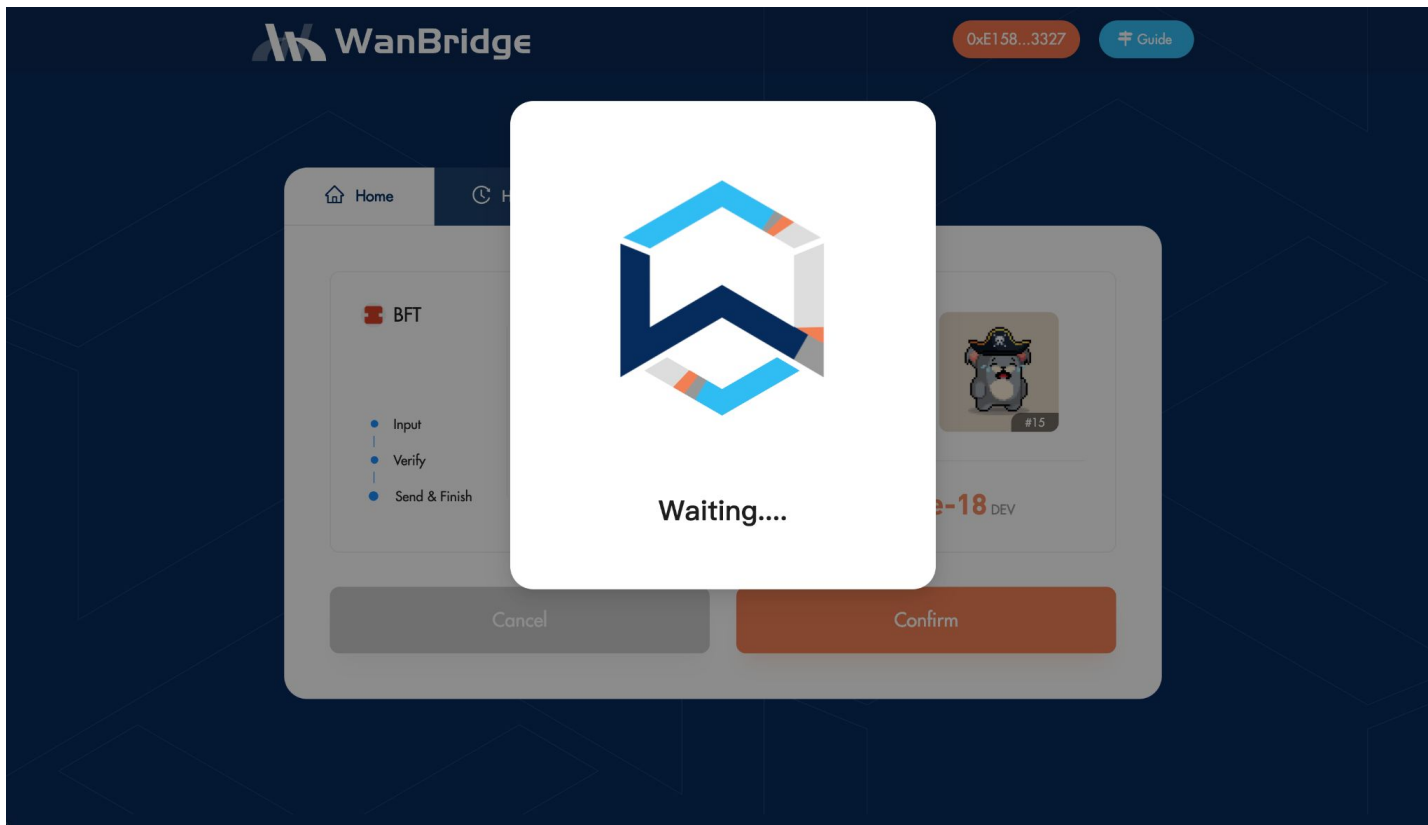 WanBridge
0xE158...3327
Guide
Home
H
BFT
#15
Input
Verify
Send & Finish
Waiting....
e-18 DEV
Cancel
Confirm